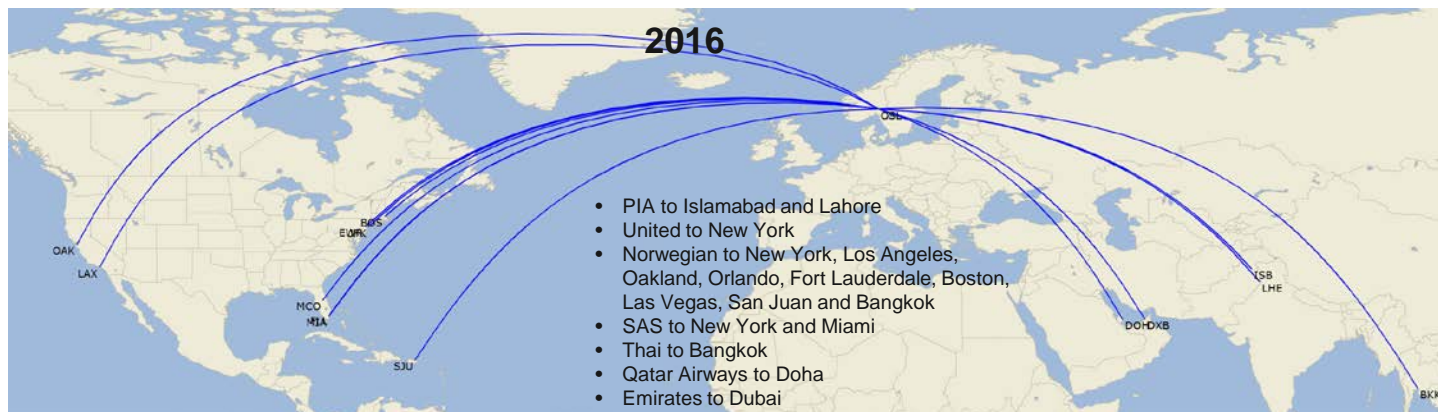 2016
OSL
BOS
EWR
JFK
OAK
LAX
MCO
MIA
SJU
ISB
LHE
DOH
DXB
BKK
• PIA to Islamabad and Lahore
• United to New York
• Norwegian to New York, Los Angeles,
Oakland, Orlando, Fort Lauderdale, Boston,
Las Vegas, San Juan and Bangkok
• SAS to New York and Miami
• Thai to Bangkok
• Qatar Airways to Doha
• Emirates to Dubai